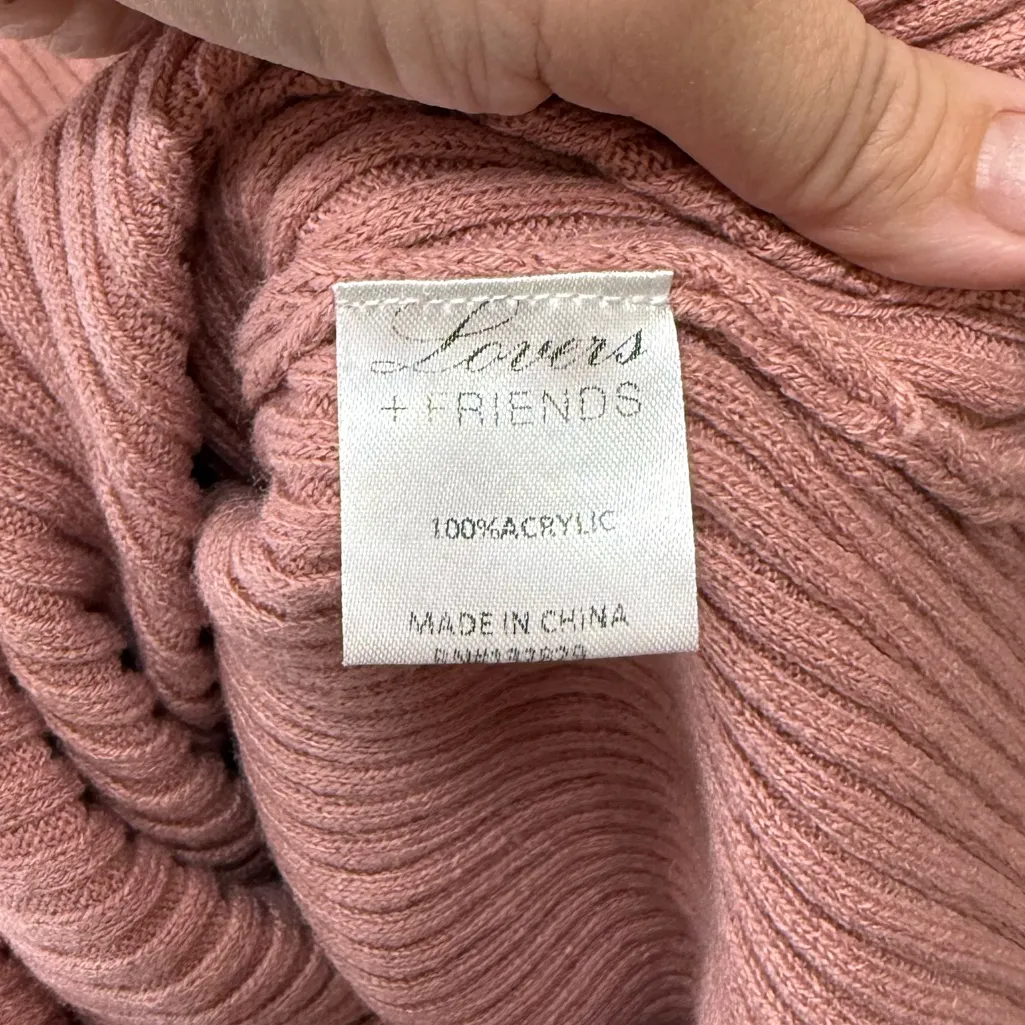 Lovers
+ FRIENDS
100%ACRYLIC
MADE IN CHINA